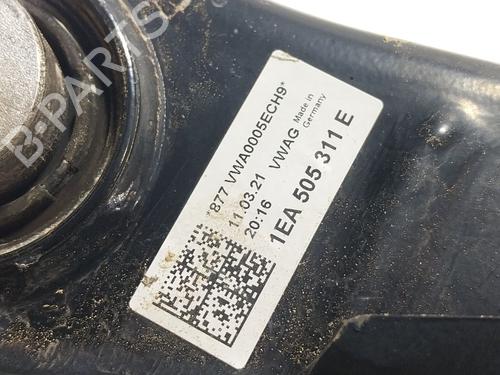 *877 VWA0005ECH9*
11.03.21 VWAG Made in
20:16 Germany
1EA 505 311 E
B-PARTS